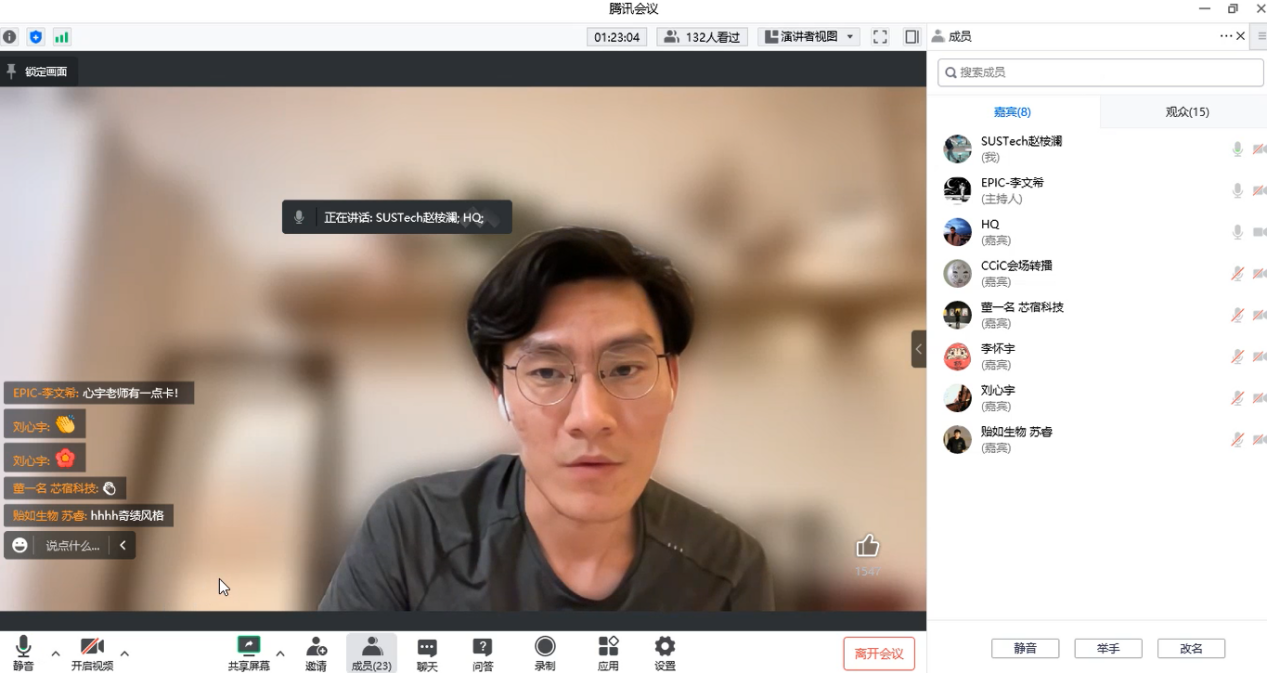 腾讯会议
01:23:04
132人看过
演讲者视图
成员
锁定画面
搜索成员
嘉宾(8)
观众(15)
SUSTech赵桉澜
(我)
EPIC-李文希
(主持人)
HQ
(嘉宾)
CCiC会场转播
(嘉宾)
董一名 芯宿科技
(嘉宾)
李怀宇
(嘉宾)
刘心宇
(嘉宾)
贻如生物 苏睿
(嘉宾)
正在讲话: SUSTech赵桉澜; HQ;
EPIC-李文希: 心宇老师有一点卡!
刘心宇:
刘心宇:
董一名 芯宿科技:
贻如生物 苏睿: hhhh奇绩风格
说点什么...
1547
静音
开启视频
共享屏幕
邀请
成员(23)
聊天
问答
录制
应用
设置
离开会议
静音
举手
改名